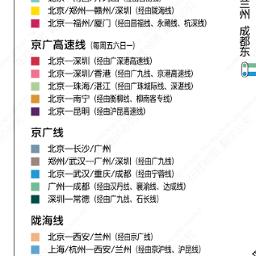 北京/郑州—赣州/深圳（经由陇海线）
北京—福州/厦门（经由昌福线、永莆线、杭深线）
京广高速线（每周五六日一）
北京—深圳（经由广深港高速线）
北京—深圳/香港（经由广九线、京港高速线）
北京—珠海/湛江（经由广珠城际线、深湛线）
北京—南宁（经由衡柳线、柳南客专线）
北京—昆明（经由沪昆高速线）
京广线
北京—长沙/广州
郑州/武汉—广州/深圳（经由广九线）
北京—武汉/重庆/成都（经由宁蓉线）
广州—成都（经由汉丹线、襄渝线、达成线）
深圳—常德（经由广九线、石长线）
陇海线
北京—西安/兰州（经由京广线）
上海/杭州—西安/兰州（经由京沪线、沪昆线）
兰州
成都东